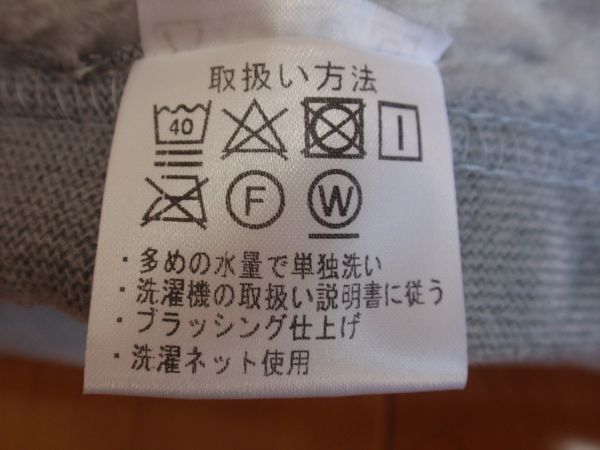 取扱い方法
40
F W
・多めの水量で単独洗い
・洗濯機の取扱い説明書に従う
・ブラッシング仕上げ
・洗濯ネット使用